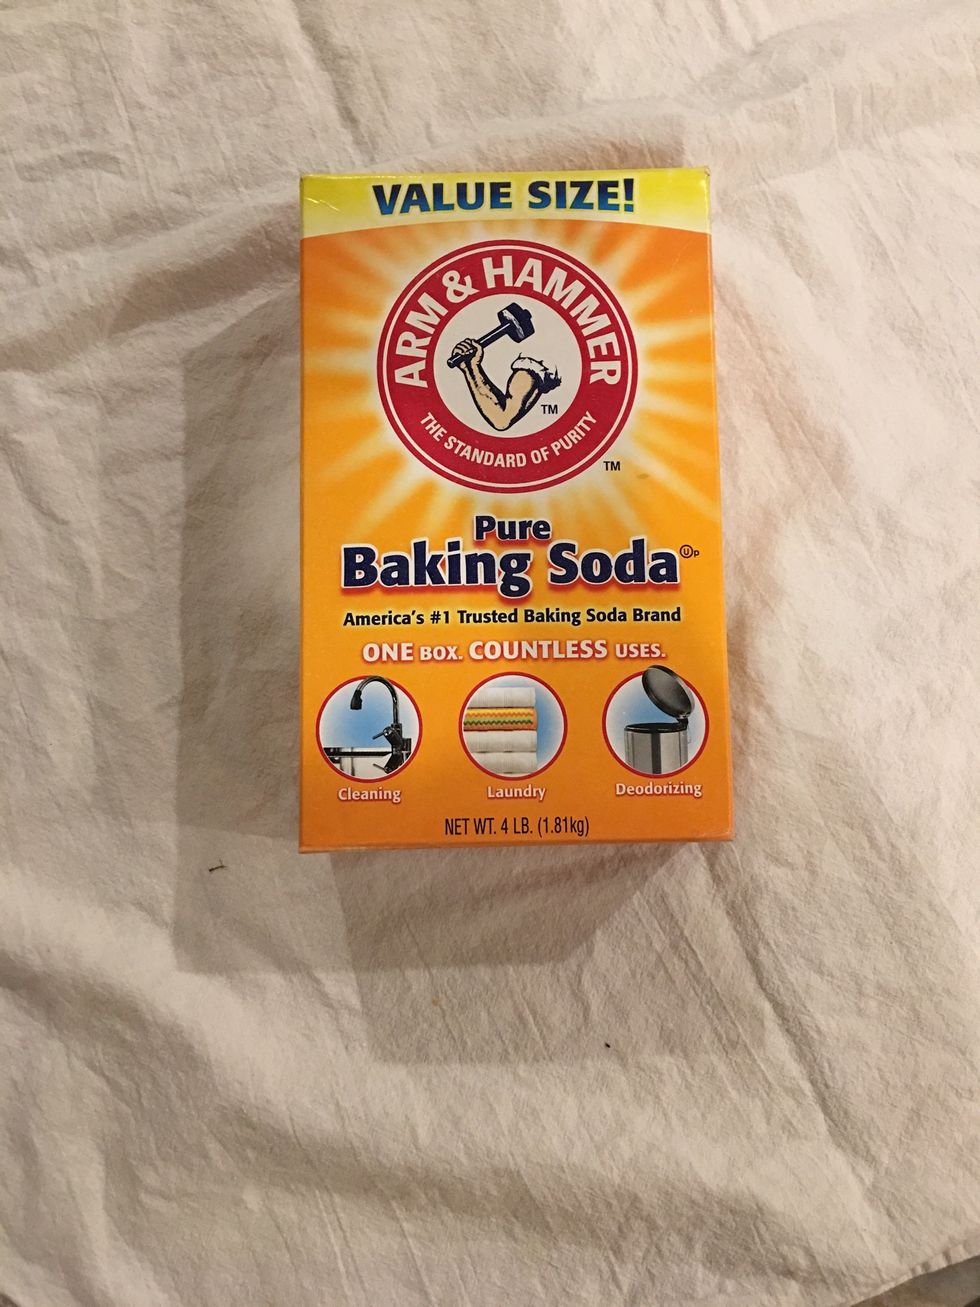 VALUE SIZE!
ARM & HAMMER
TM
THE STANDARD OF PURITY
TM
Pure
Baking Soda Ⓤp
America's #1 Trusted Baking Soda Brand
ONE BOX. COUNTLESS USES.
Cleaning
Laundry
Deodorizing
NET WT. 4 LB. (1.81kg)